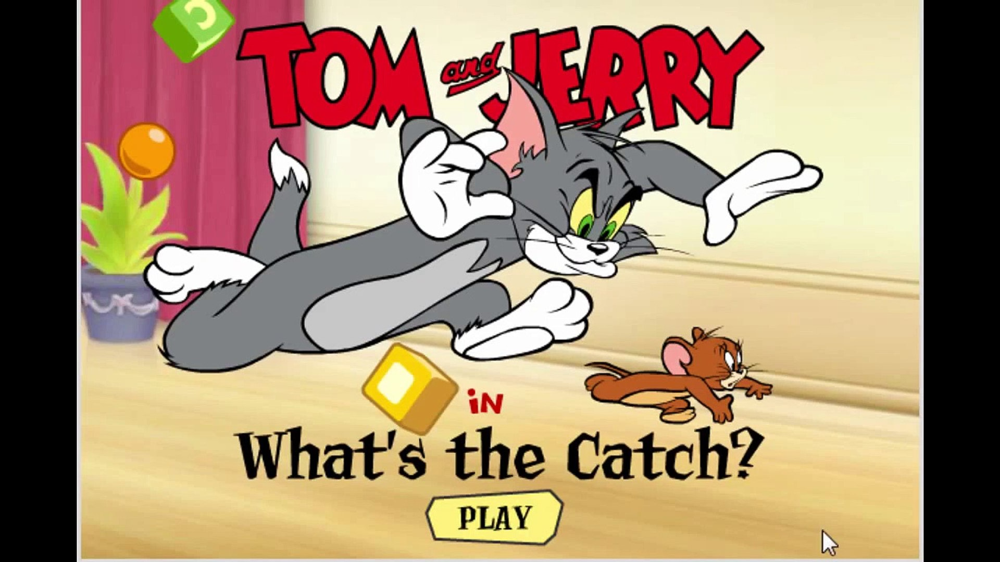 TOM and JERRY
iN
What's the Catch?
PLAY